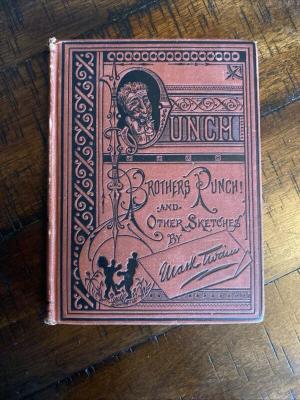 PUNCH
BROTHERS PUNCH!
AND
OTHER SKETCHES
BY
Mark Twain